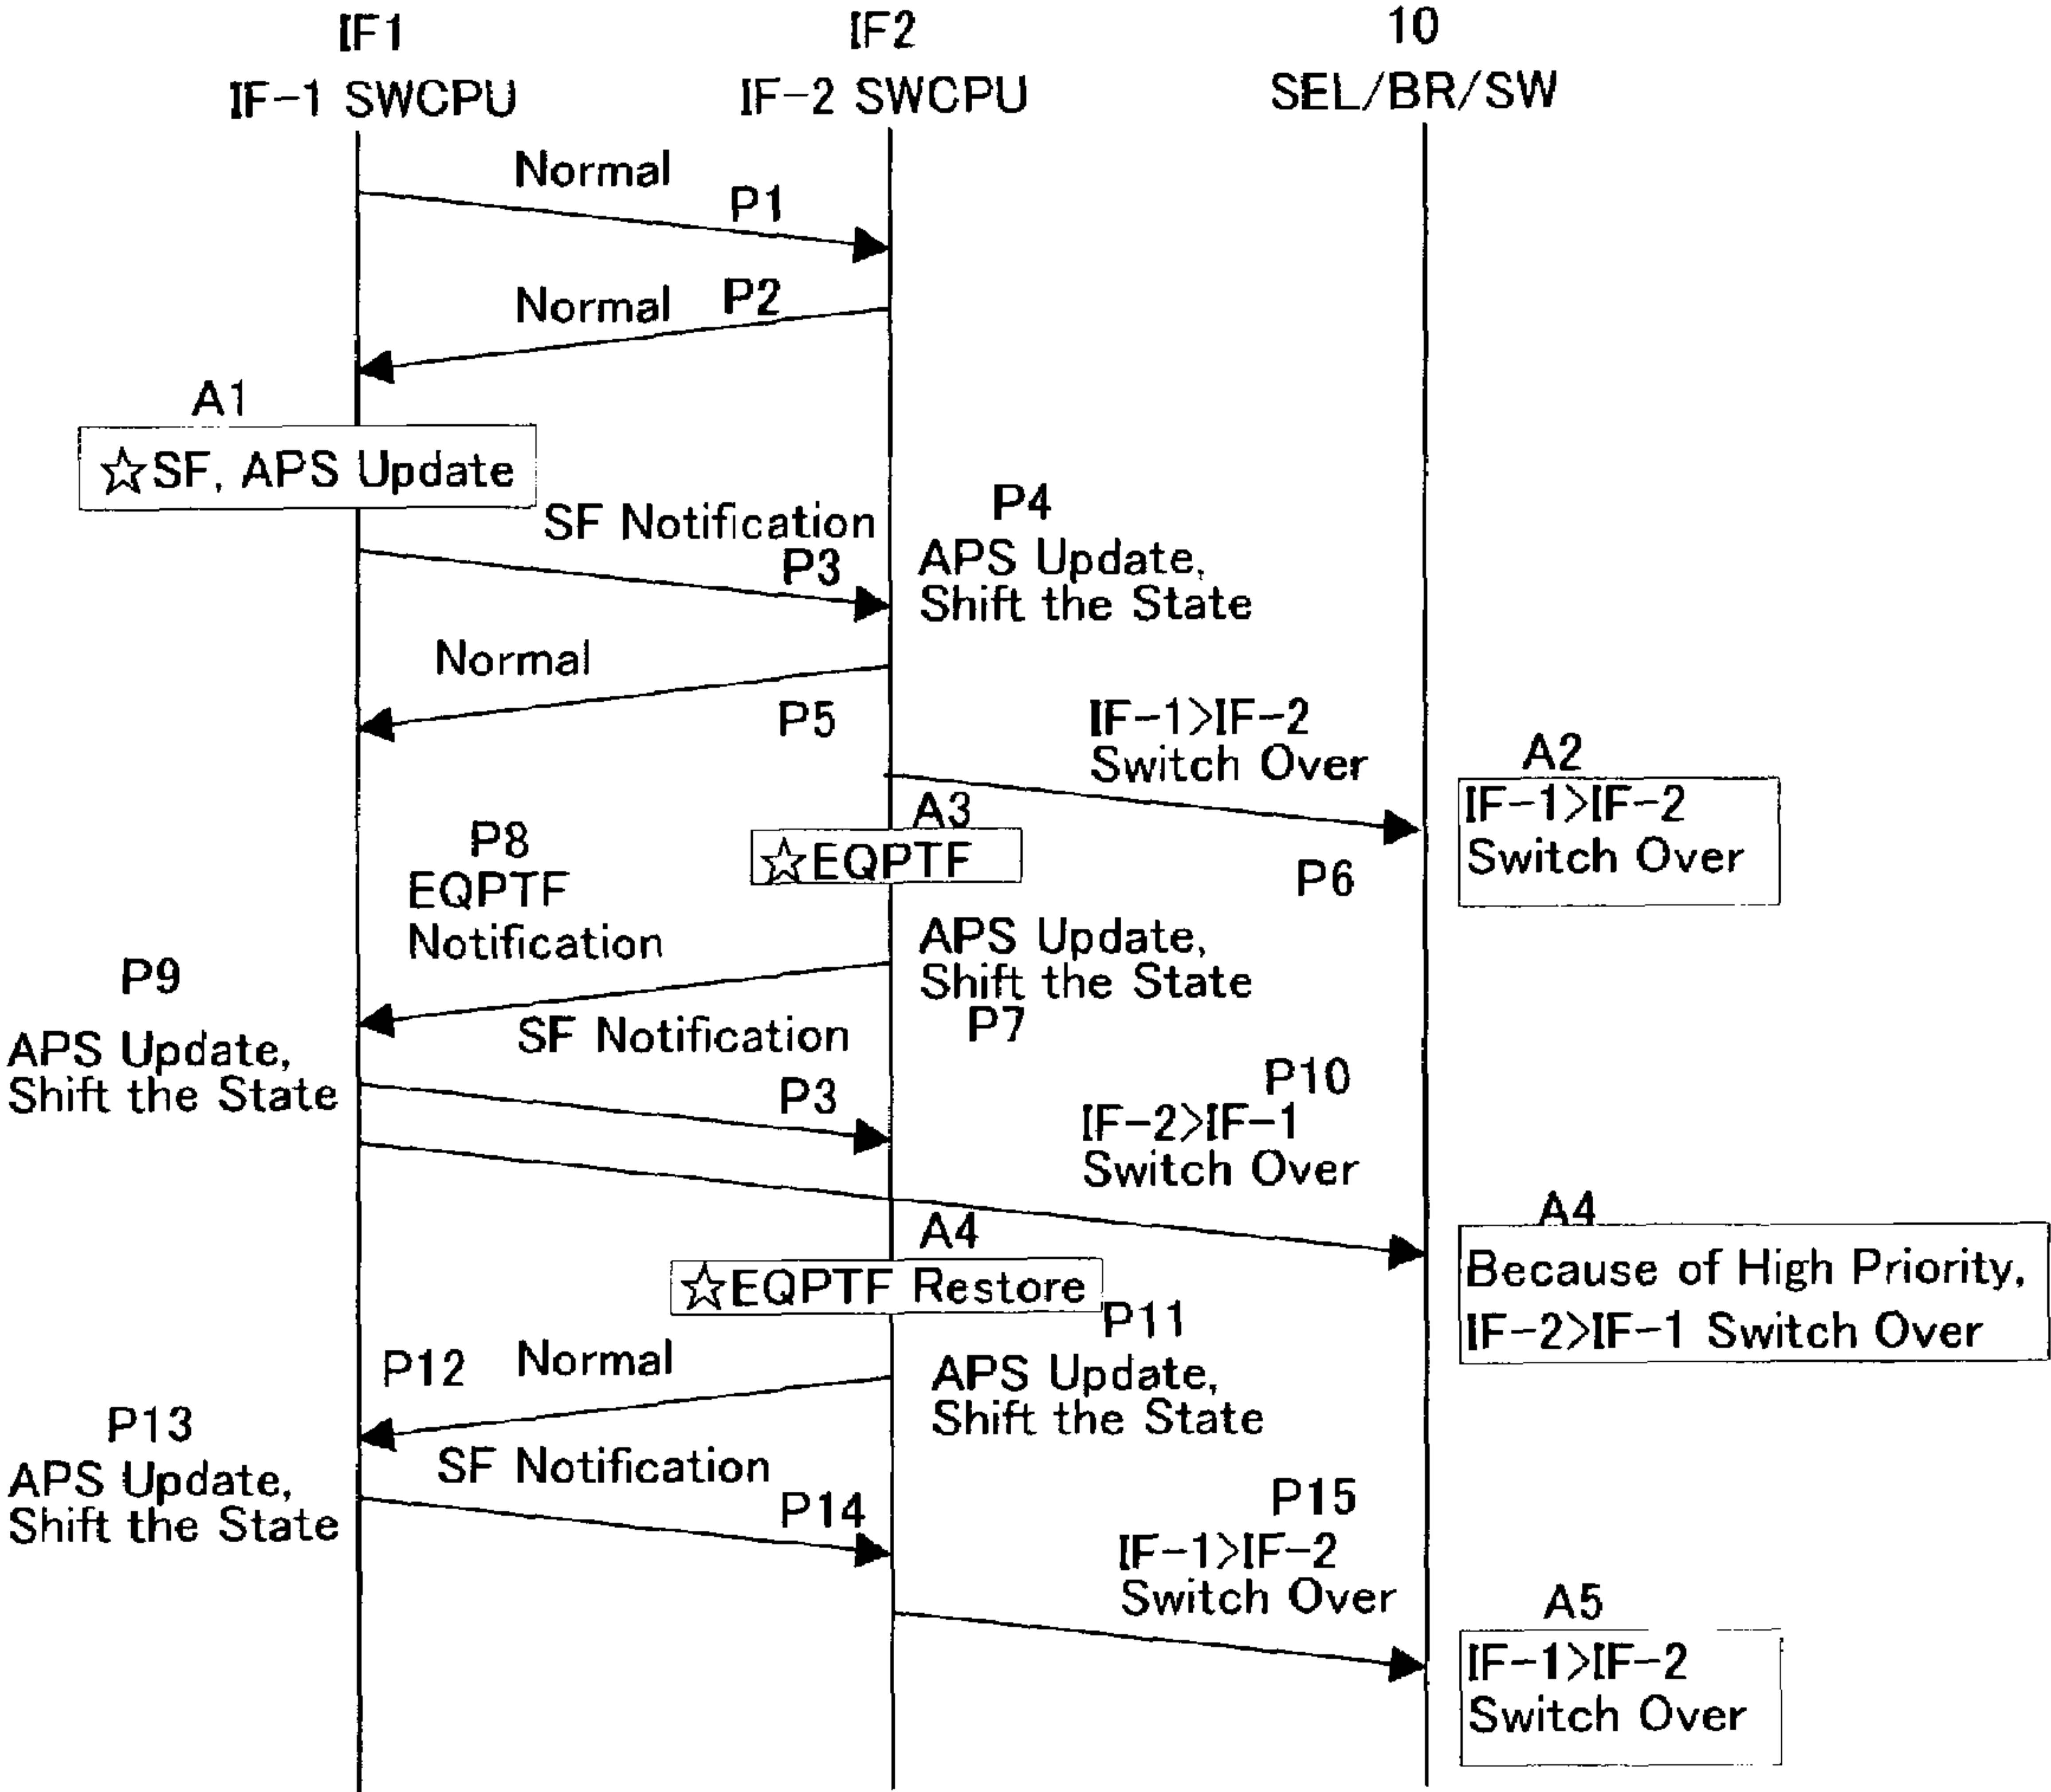 IF1
IF-1 SWCPU
IF2
IF-2 SWCPU
10
SEL/BR/SW
Normal
P1
Normal
P2
A1
☆SF, APS Update
SF Notification
P3
P4
APS Update,
Shift the State
Normal
P5
IF-1>IF-2
Switch Over
P6
A2
IF-1>IF-2
Switch Over
A3
☆EQPTF
P8
EQPTF
Notification
APS Update,
Shift the State
P7
P9
APS Update,
Shift the State
SF Notification
P3
P10
IF-2>IF-1
Switch Over
A4
Because of High Priority,
IF-2>IF-1 Switch Over
A4
☆EQPTF Restore
P11
APS Update,
Shift the State
P12
Normal
P13
APS Update,
Shift the State
SF Notification
P14
P15
IF-1>IF-2
Switch Over
A5
IF-1>IF-2
Switch Over